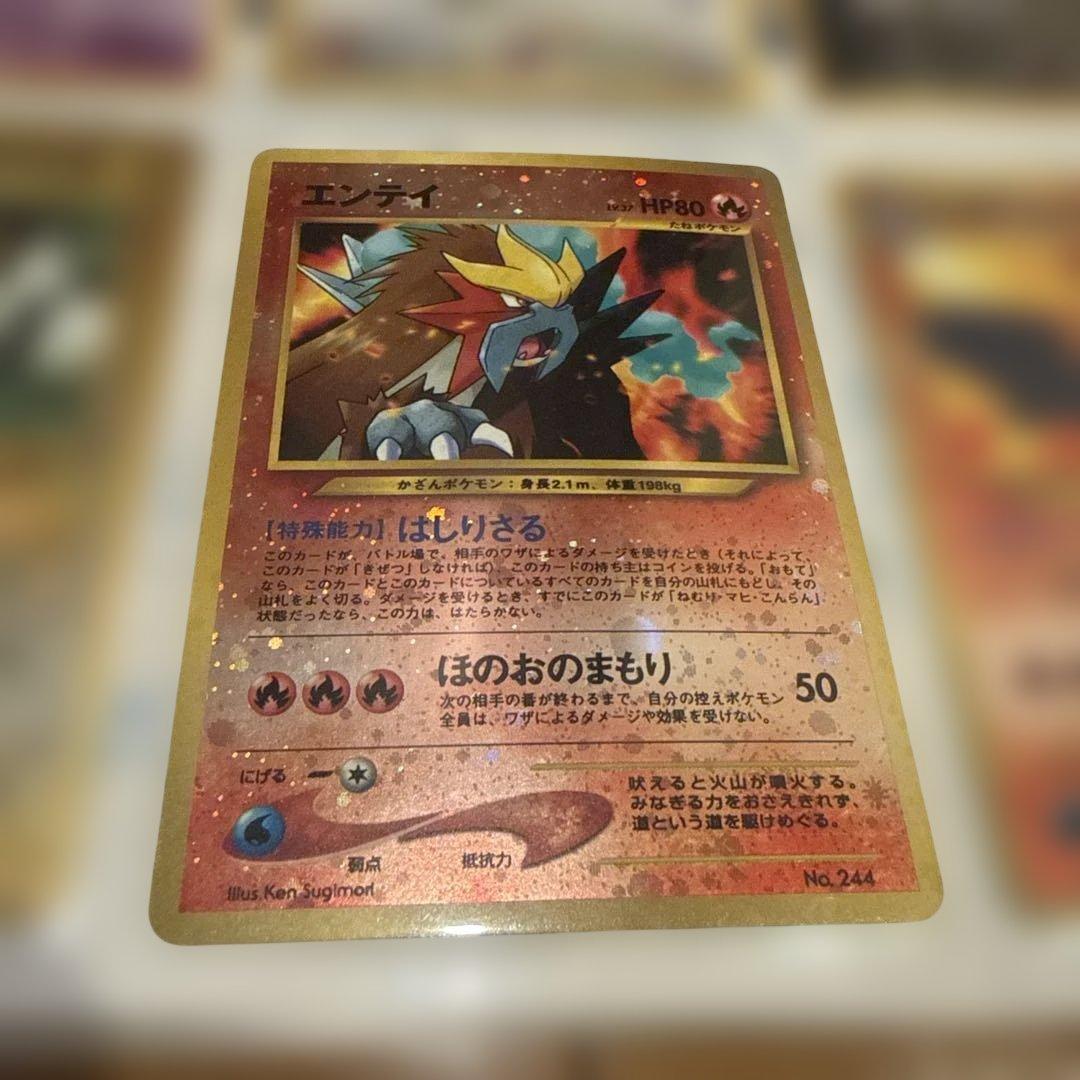 エンテイ
LV.37 HP80
たねポケモン
かざんポケモン：身長2.1m、体重198kg
【特殊能力】はしりさる
このカードが、バトル場で、相手のワザによるダメージを受けたとき（それによって、
このカードが「きぜつ」しなければ）、このカードの持ち主はコインを投げる。「おもて」
なら、このカードとこのカードについているすべてのカードを自分の山札にもどし、その
山札をよく切る。ダメージを受けるとき、すでにこのカードが「ねむり・マヒ・こんらん」
状態だったなら、この力は、はたらかない。
ほのおのまもり 50
次の相手の番が終わるまで、自分の控えポケモン
全員は、ワザによるダメージや効果を受けない。
にげる
吠えると火山が噴火する。
みなぎる力をおさえきれず、
道という道を駆けめぐる。
弱点
抵抗力
Illus. Ken Sugimori
No. 244